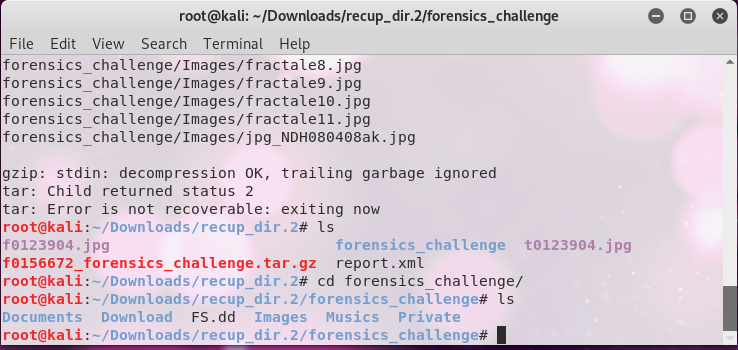 root@kali: ~/Downloads/recup_dir.2/forensics_challenge
File Edit View Search Terminal Help
forensics_challenge/Images/fractale8.jpg
forensics_challenge/Images/fractale9.jpg
forensics_challenge/Images/fractale10.jpg
forensics_challenge/Images/fractale11.jpg
forensics_challenge/Images/jpg_NDH080408ak.jpg
gzip: stdin: decompression OK, trailing garbage ignored
tar: Child returned status 2
tar: Error is not recoverable: exiting now
root@kali:~/Downloads/recup_dir.2# ls
f0123904.jpg forensics_challenge t0123904.jpg
f0156672_forensics_challenge.tar.gz report.xml
root@kali:~/Downloads/recup_dir.2# cd forensics_challenge/
root@kali:~/Downloads/recup_dir.2/forensics_challenge# ls
Documents Download FS.dd Images Musics Private
root@kali:~/Downloads/recup_dir.2/forensics_challenge#